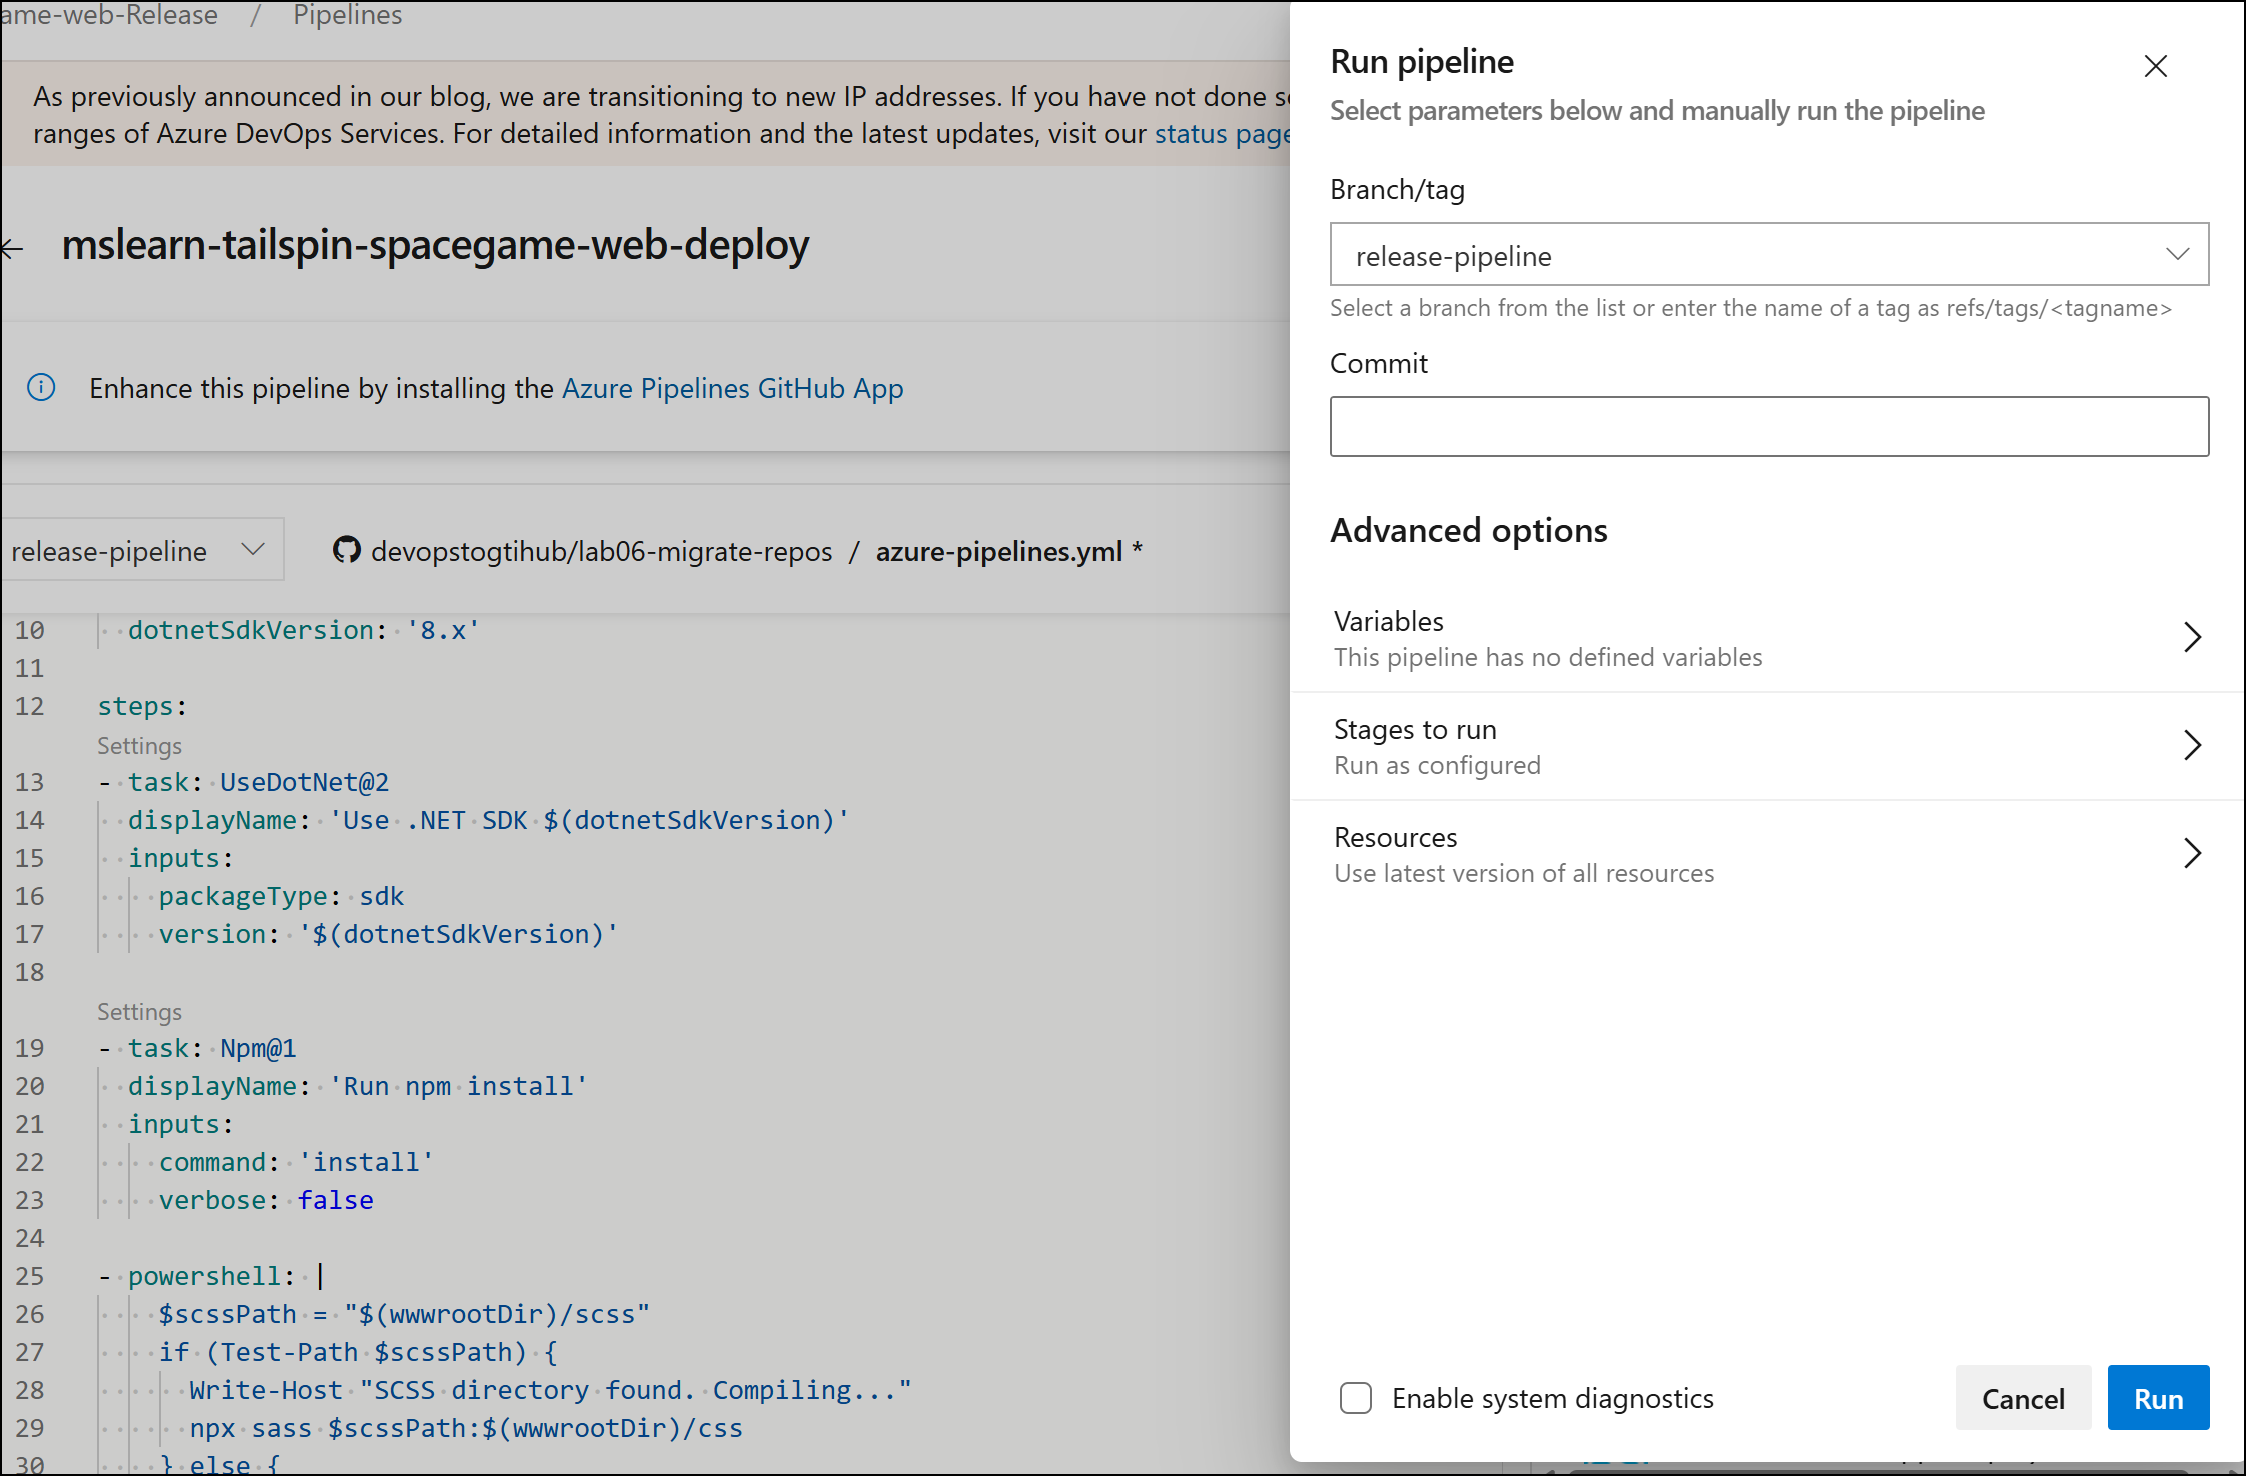 ame-web-Release / Pipelines
As previously announced in our blog, we are transitioning to new IP addresses. If you have not done
ranges of Azure DevOps Services. For detailed information and the latest updates, visit our status page
mslearn-tailspin-spacegame-web-deploy
Enhance this pipeline by installing the Azure Pipelines GitHub App
release-pipeline
devopstogtihub/lab06-migrate-repos / azure-pipelines.yml *
10 dotnetSdkVersion: '8.x'
11
12 steps:
Settings
13 - task: UseDotNet@2
14 displayName: 'Use .NET SDK $(dotnetSdkVersion)'
15 inputs:
16 packageType: sdk
17 version: '$(dotnetSdkVersion)'
18
Settings
19 - task: Npm@1
20 displayName: 'Run npm install'
21 inputs:
22 command: 'install'
23 verbose: false
24
25 - powershell: |
26 $scssPath = "$(wwwrootDir)/scss"
27 if (Test-Path $scssPath) {
28 Write-Host "SCSS directory found. Compiling..."
29 npx sass $scssPath:$(wwwrootDir)/css
30 } else {
Run pipeline
Select parameters below and manually run the pipeline
Branch/tag
release-pipeline
Select a branch from the list or enter the name of a tag as refs/tags/<tagname>
Commit
Advanced options
Variables
This pipeline has no defined variables
Stages to run
Run as configured
Resources
Use latest version of all resources
Enable system diagnostics
Cancel
Run